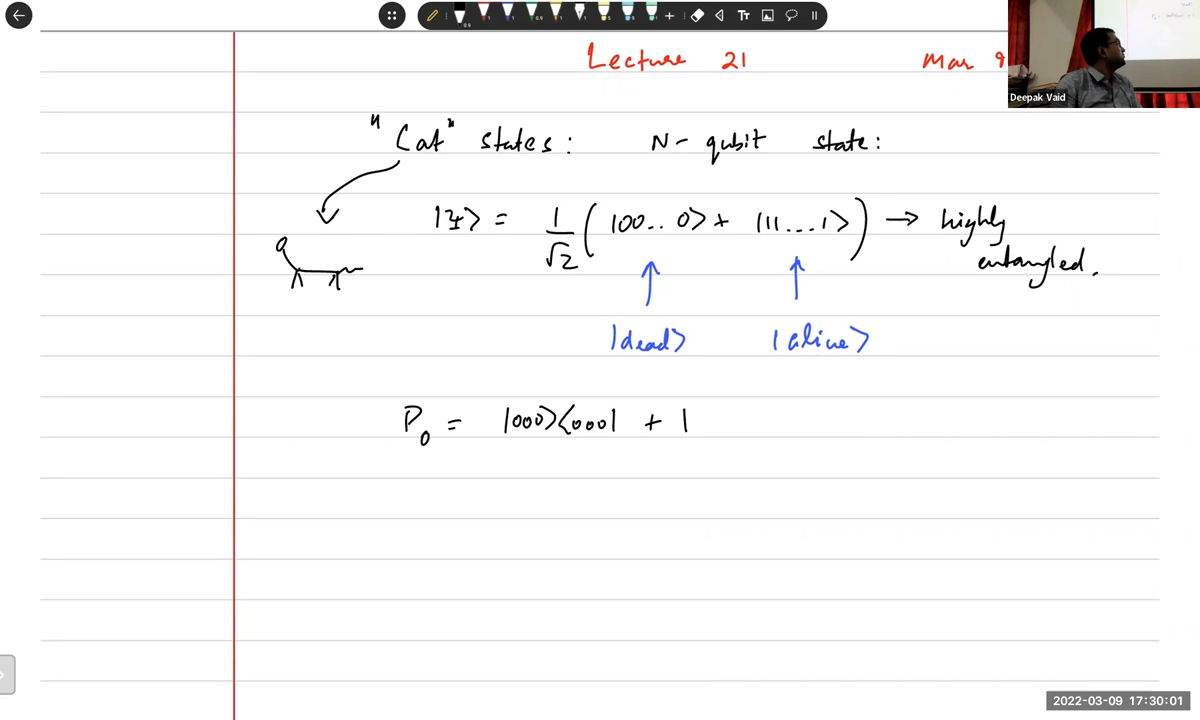 Lecture 21 Mar 9
Deepak Vaid
"Cat" states : N- qubit state :
|Ψ⟩ = 1/√2 ( |00.. 0⟩ + |11...1⟩ ) → highly entangled.
|dead⟩ |alive⟩
P₀ = |000⟩⟨000| + |
2022-03-09 17:30:01